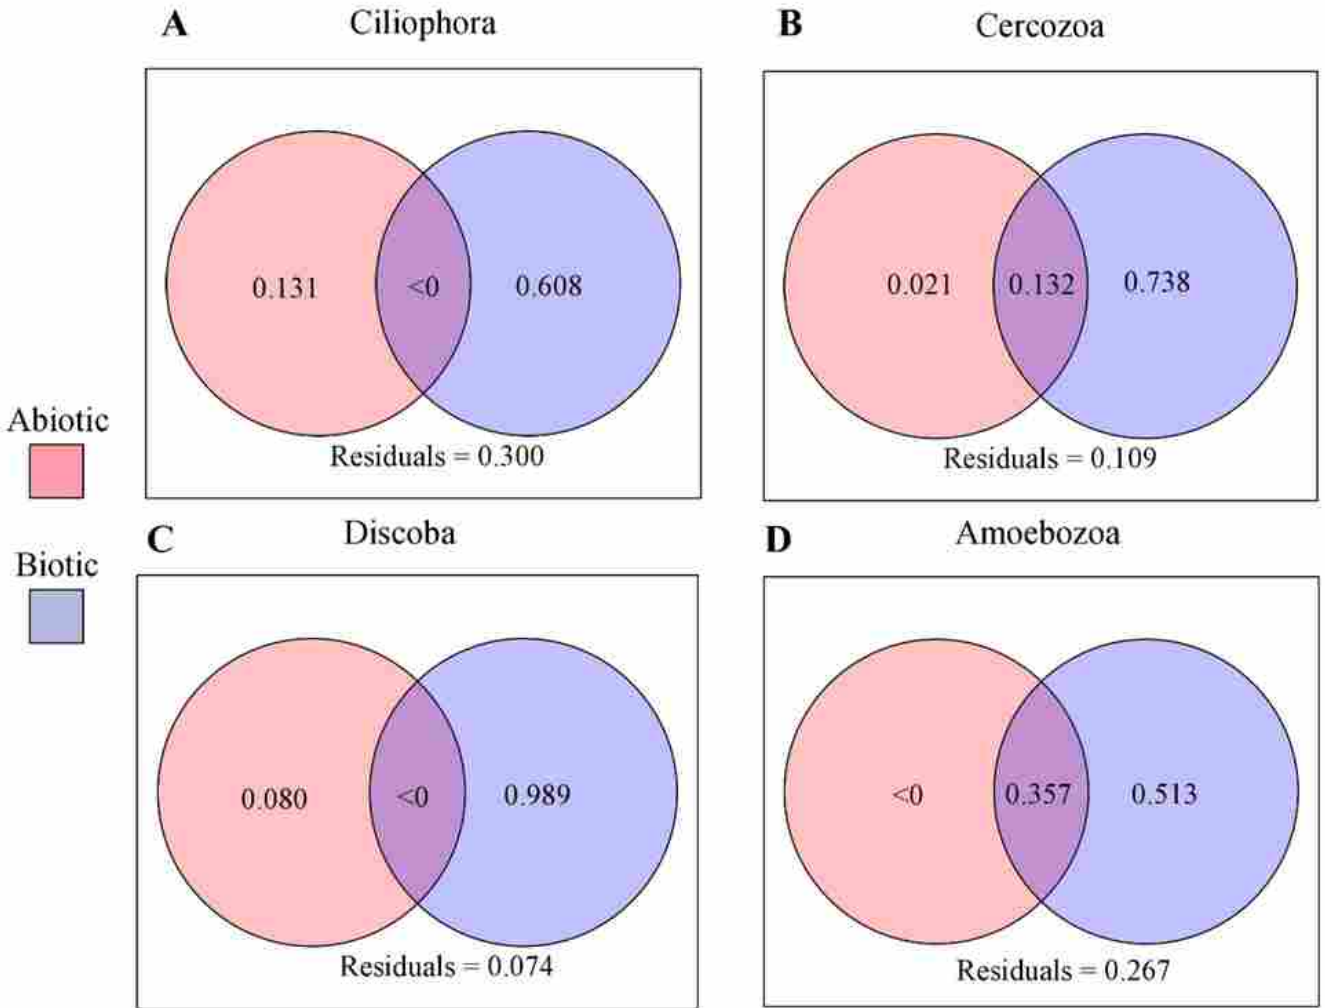 A Ciliophora
0.131 <0 0.608
Residuals = 0.300
B Cercozoa
0.021 0.132 0.738
Residuals = 0.109
Abiotic
Biotic
C Discoba
0.080 <0 0.989
Residuals = 0.074
D Amoebozoa
<0 0.357 0.513
Residuals = 0.267